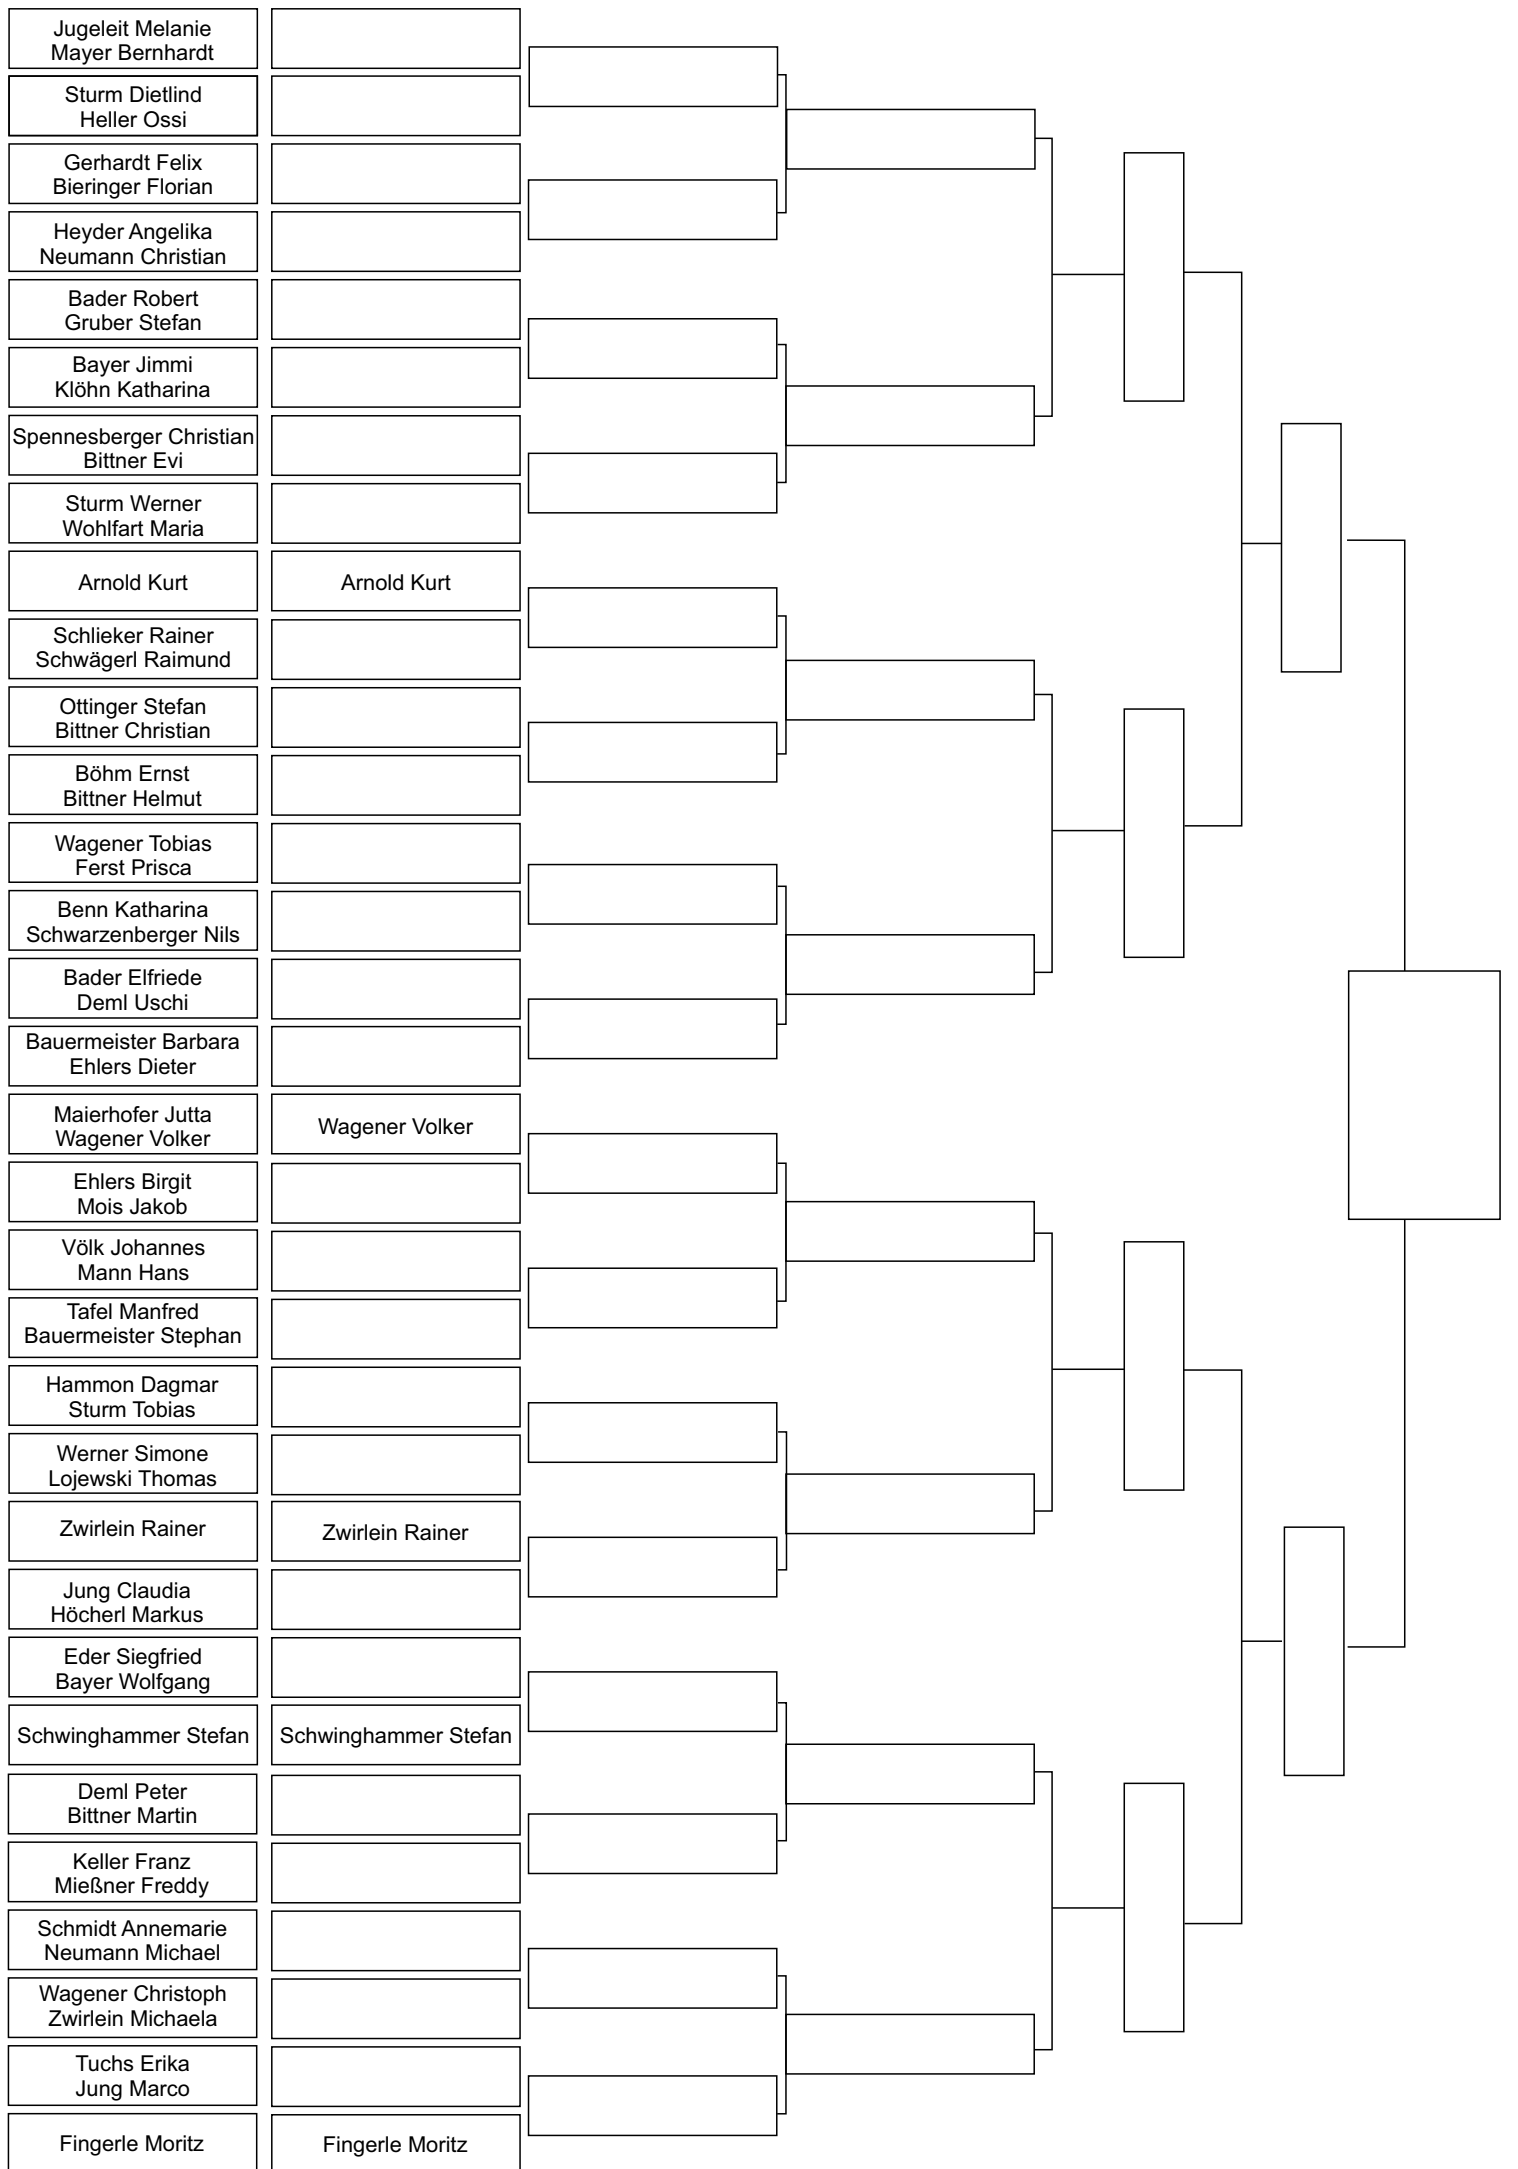 Jugeleit Melanie
Mayer Bernhardt
Sturm Dietlind
Heller Ossi
Gerhardt Felix
Bieringer Florian
Heyder Angelika
Neumann Christian
Bader Robert
Gruber Stefan
Bayer Jimmi
Klöhn Katharina
Spennesberger Christian
Bittner Evi
Sturm Werner
Wohlfart Maria
Arnold Kurt
Arnold Kurt
Schlieker Rainer
Schwägerl Raimund
Ottinger Stefan
Bittner Christian
Böhm Ernst
Bittner Helmut
Wagener Tobias
Ferst Prisca
Benn Katharina
Schwarzenberger Nils
Bader Elfriede
Deml Uschi
Bauermeister Barbara
Ehlers Dieter
Maierhofer Jutta
Wagener Volker
Wagener Volker
Ehlers Birgit
Mois Jakob
Völk Johannes
Mann Hans
Tafel Manfred
Bauermeister Stephan
Hammon Dagmar
Sturm Tobias
Werner Simone
Lojewski Thomas
Zwirlein Rainer
Zwirlein Rainer
Jung Claudia
Höcherl Markus
Eder Siegfried
Bayer Wolfgang
Schwinghammer Stefan
Schwinghammer Stefan
Deml Peter
Bittner Martin
Keller Franz
Mießner Freddy
Schmidt Annemarie
Neumann Michael
Wagener Christoph
Zwirlein Michaela
Tuchs Erika
Jung Marco
Fingerle Moritz
Fingerle Moritz